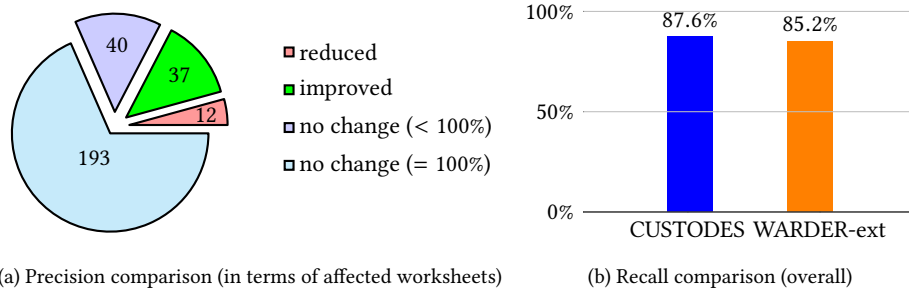 40
37
12
193
reduced
improved
no change (< 100%)
no change (= 100%)
(a) Precision comparison (in terms of affected worksheets)
100%
87.6%
85.2%
50%
0%
CUSTODES WARDER-ext
(b) Recall comparison (overall)